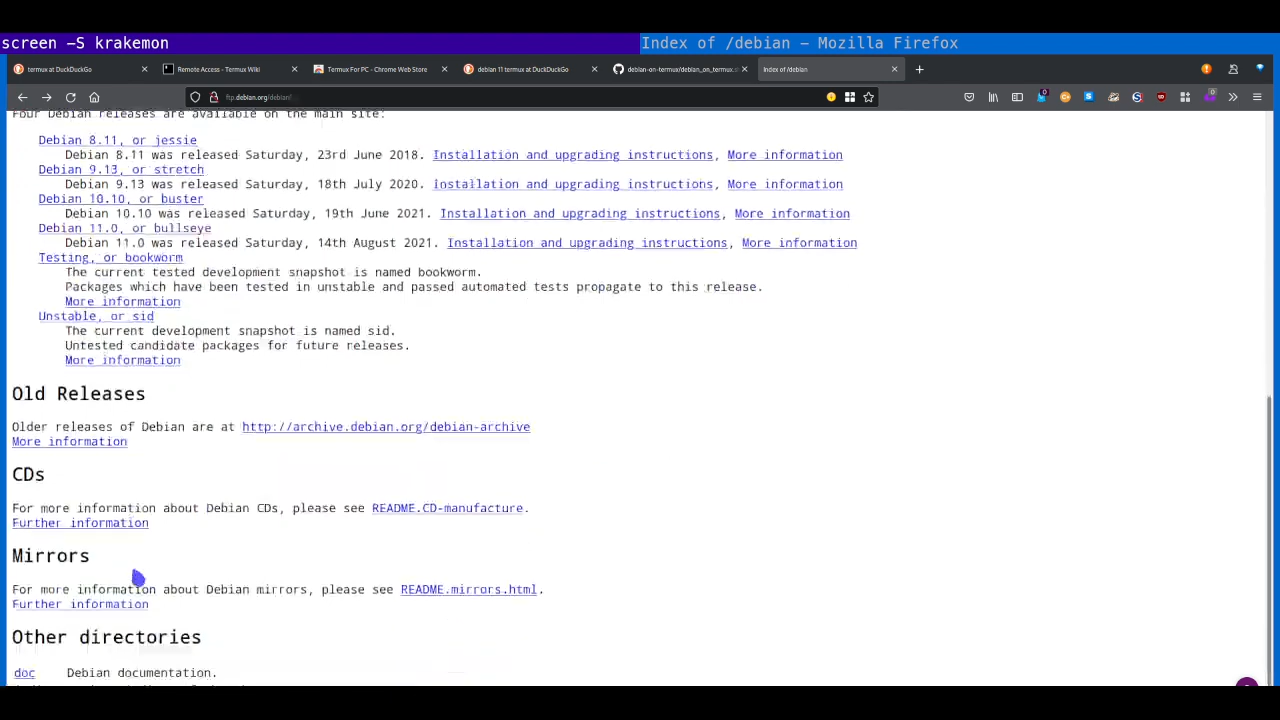 screen -S krakemon
Index of /debian - Mozilla Firefox
termux at DuckDuckGo
Remote Access - Termux Wiki
Termux For PC - Chrome Web Store
debian 11 termux at DuckDuckGo
debian-on-termux/debian_on_termux.s
Index of /debian
ftp.debian.org/debian/
Four Debian releases are available on the main site:
Debian 8.11, or jessie
Debian 8.11 was released Saturday, 23rd June 2018. Installation and upgrading instructions, More information
Debian 9.13, or stretch
Debian 9.13 was released Saturday, 18th July 2020. Installation and upgrading instructions, More information
Debian 10.10, or buster
Debian 10.10 was released Saturday, 19th June 2021. Installation and upgrading instructions, More information
Debian 11.0, or bullseye
Debian 11.0 was released Saturday, 14th August 2021. Installation and upgrading instructions, More information
Testing, or bookworm
The current tested development snapshot is named bookworm.
Packages which have been tested in unstable and passed automated tests propagate to this release.
More information
Unstable, or sid
The current development snapshot is named sid.
Untested candidate packages for future releases.
More information
Old Releases
Older releases of Debian are at http://archive.debian.org/debian-archive
More information
CDs
For more information about Debian CDs, please see README.CD-manufacture.
Further information
Mirrors
For more information about Debian mirrors, please see README.mirrors.html.
Further information
Other directories
doc Debian documentation.